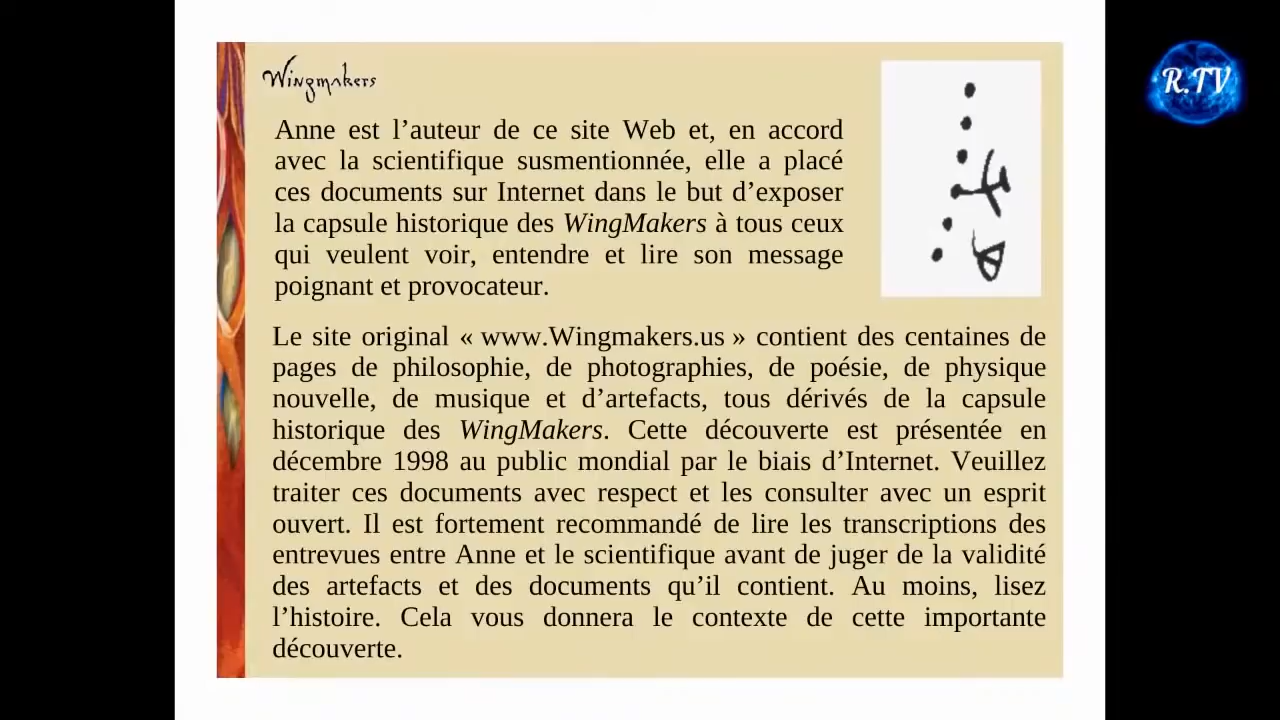 Wingmakers
R.TV
Anne est l’auteur de ce site Web et, en accord
avec la scientifique susmentionnée, elle a placé
ces documents sur Internet dans le but d’exposer
la capsule historique des WingMakers à tous ceux
qui veulent voir, entendre et lire son message
poignant et provocateur.
Le site original « www.Wingmakers.us » contient des centaines de
pages de philosophie, de photographies, de poésie, de physique
nouvelle, de musique et d’artefacts, tous dérivés de la capsule
historique des WingMakers. Cette découverte est présentée en
décembre 1998 au public mondial par le biais d’Internet. Veuillez
traiter ces documents avec respect et les consulter avec un esprit
ouvert. Il est fortement recommandé de lire les transcriptions des
entrevues entre Anne et le scientifique avant de juger de la validité
des artefacts et des documents qu’il contient. Au moins, lisez
l’histoire. Cela vous donnera le contexte de cette importante
découverte.